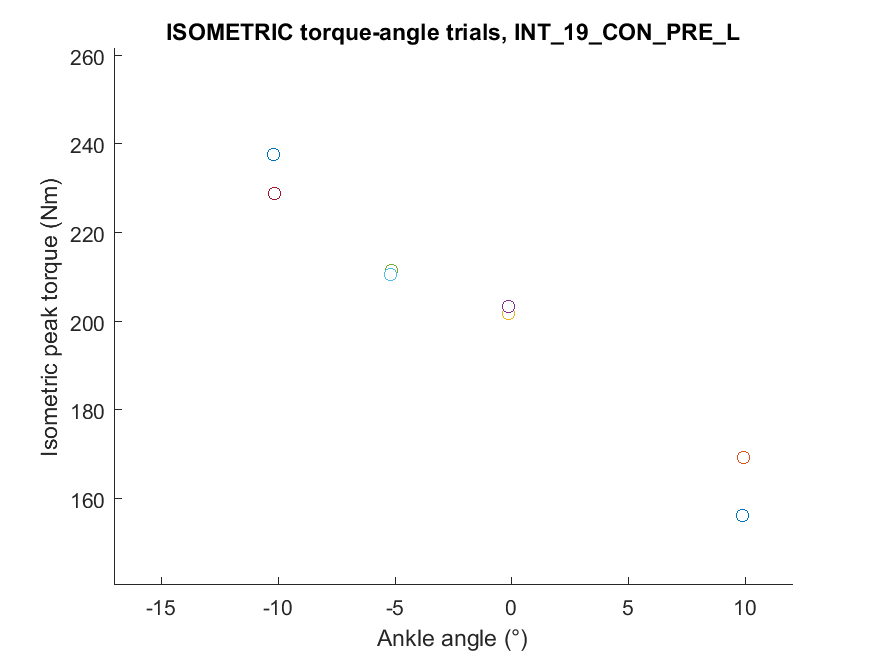 ISOMETRIC torque-angle trials, INT_19_CON_PRE_L
260
240
220
200
180
160
Isometric peak torque (Nm)
-15 -10 -5 0 5 10
Ankle angle (°)